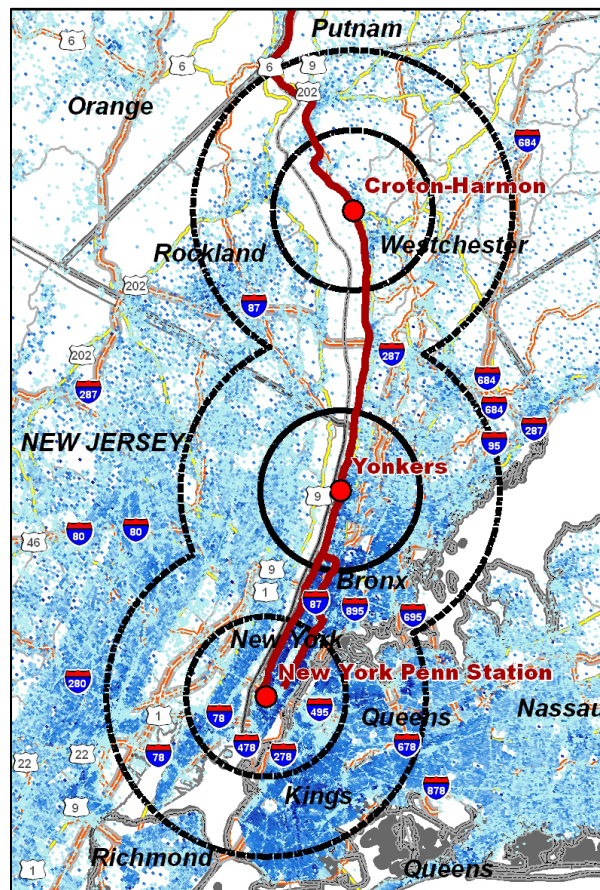 Putnam
6
6
6
9
202
Orange
684
Croton-Harmon
Westchester
Rockland
202
87
202
287
287
684
684
287
95
NEW JERSEY
Yonkers
9
80
80
46
9
Bronx
1
87
895
695
New York
New York Penn Station
280
1
78
495
Queens
Nassau
78
478
278
678
22
22
878
Kings
9
Richmond
Queens
1